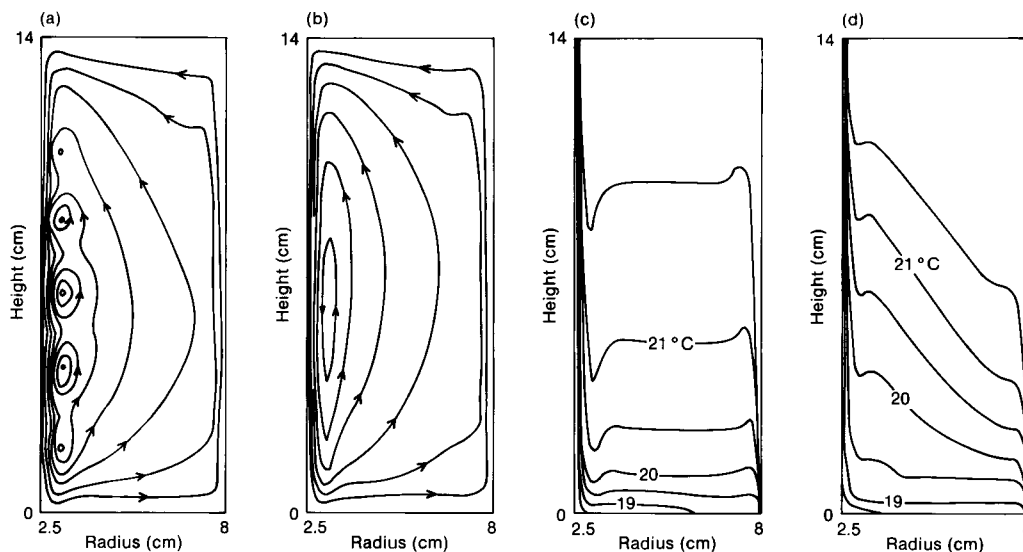 (a)
14
Height (cm)
0
2.5
8
Radius (cm)
(b)
14
Height (cm)
0
2.5
8
Radius (cm)
(c)
14
Height (cm)
21 °C
20
19
0
2.5
8
Radius (cm)
(d)
14
Height (cm)
21 °C
20
19
0
2.5
8
Radius (cm)